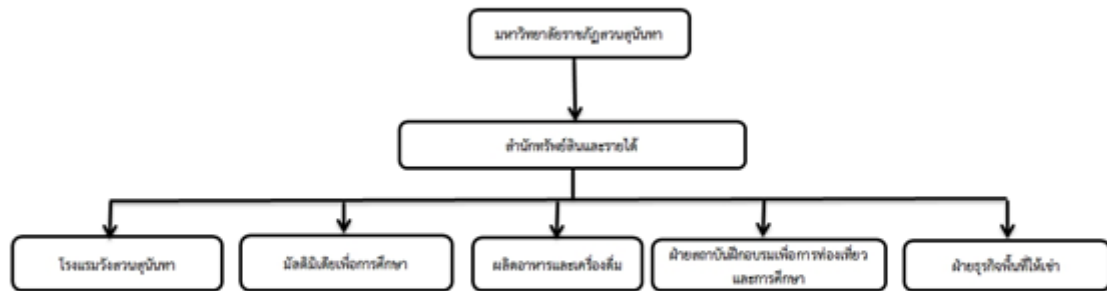 มหาวิทยาลัยราชภัฏสวนสุนันทา
สำนักทรัพย์สินและรายได้
โรงแรมวังสวนสุนันทา
มัลติมิเดียเพื่อการศึกษา
ผลิตอาหารและเครื่องดื่ม
ฝ่ายสถาบันฝึกอบรมเพื่อการท่องเที่ยว
และการศึกษา
ฝ่ายธุรกิจพื้นที่ให้เช่า